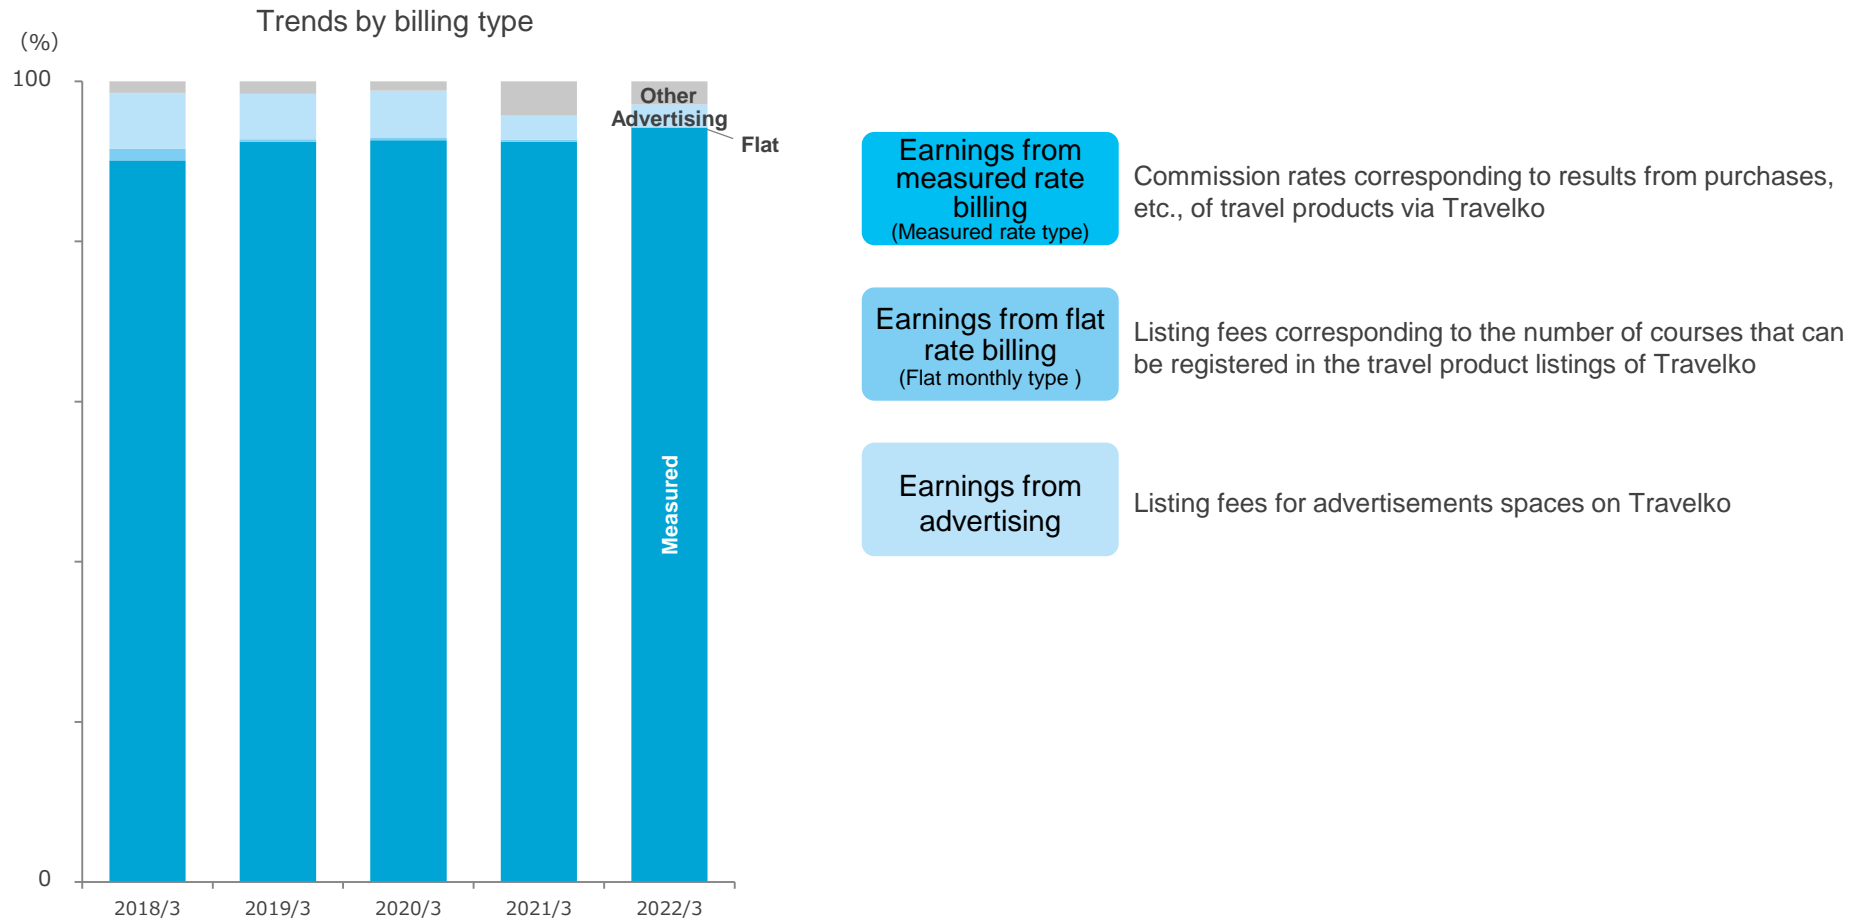 Trends by billing type
(%)
100
0
Other
Advertising
Flat
Measured
2018/3
2019/3
2020/3
2021/3
2022/3
Earnings from
measured rate
billing
(Measured rate type)
Commission rates corresponding to results from purchases,
etc., of travel products via Travelko
Earnings from flat
rate billing
(Flat monthly type )
Listing fees corresponding to the number of courses that can
be registered in the travel product listings of Travelko
Earnings from
advertising
Listing fees for advertisements spaces on Travelko